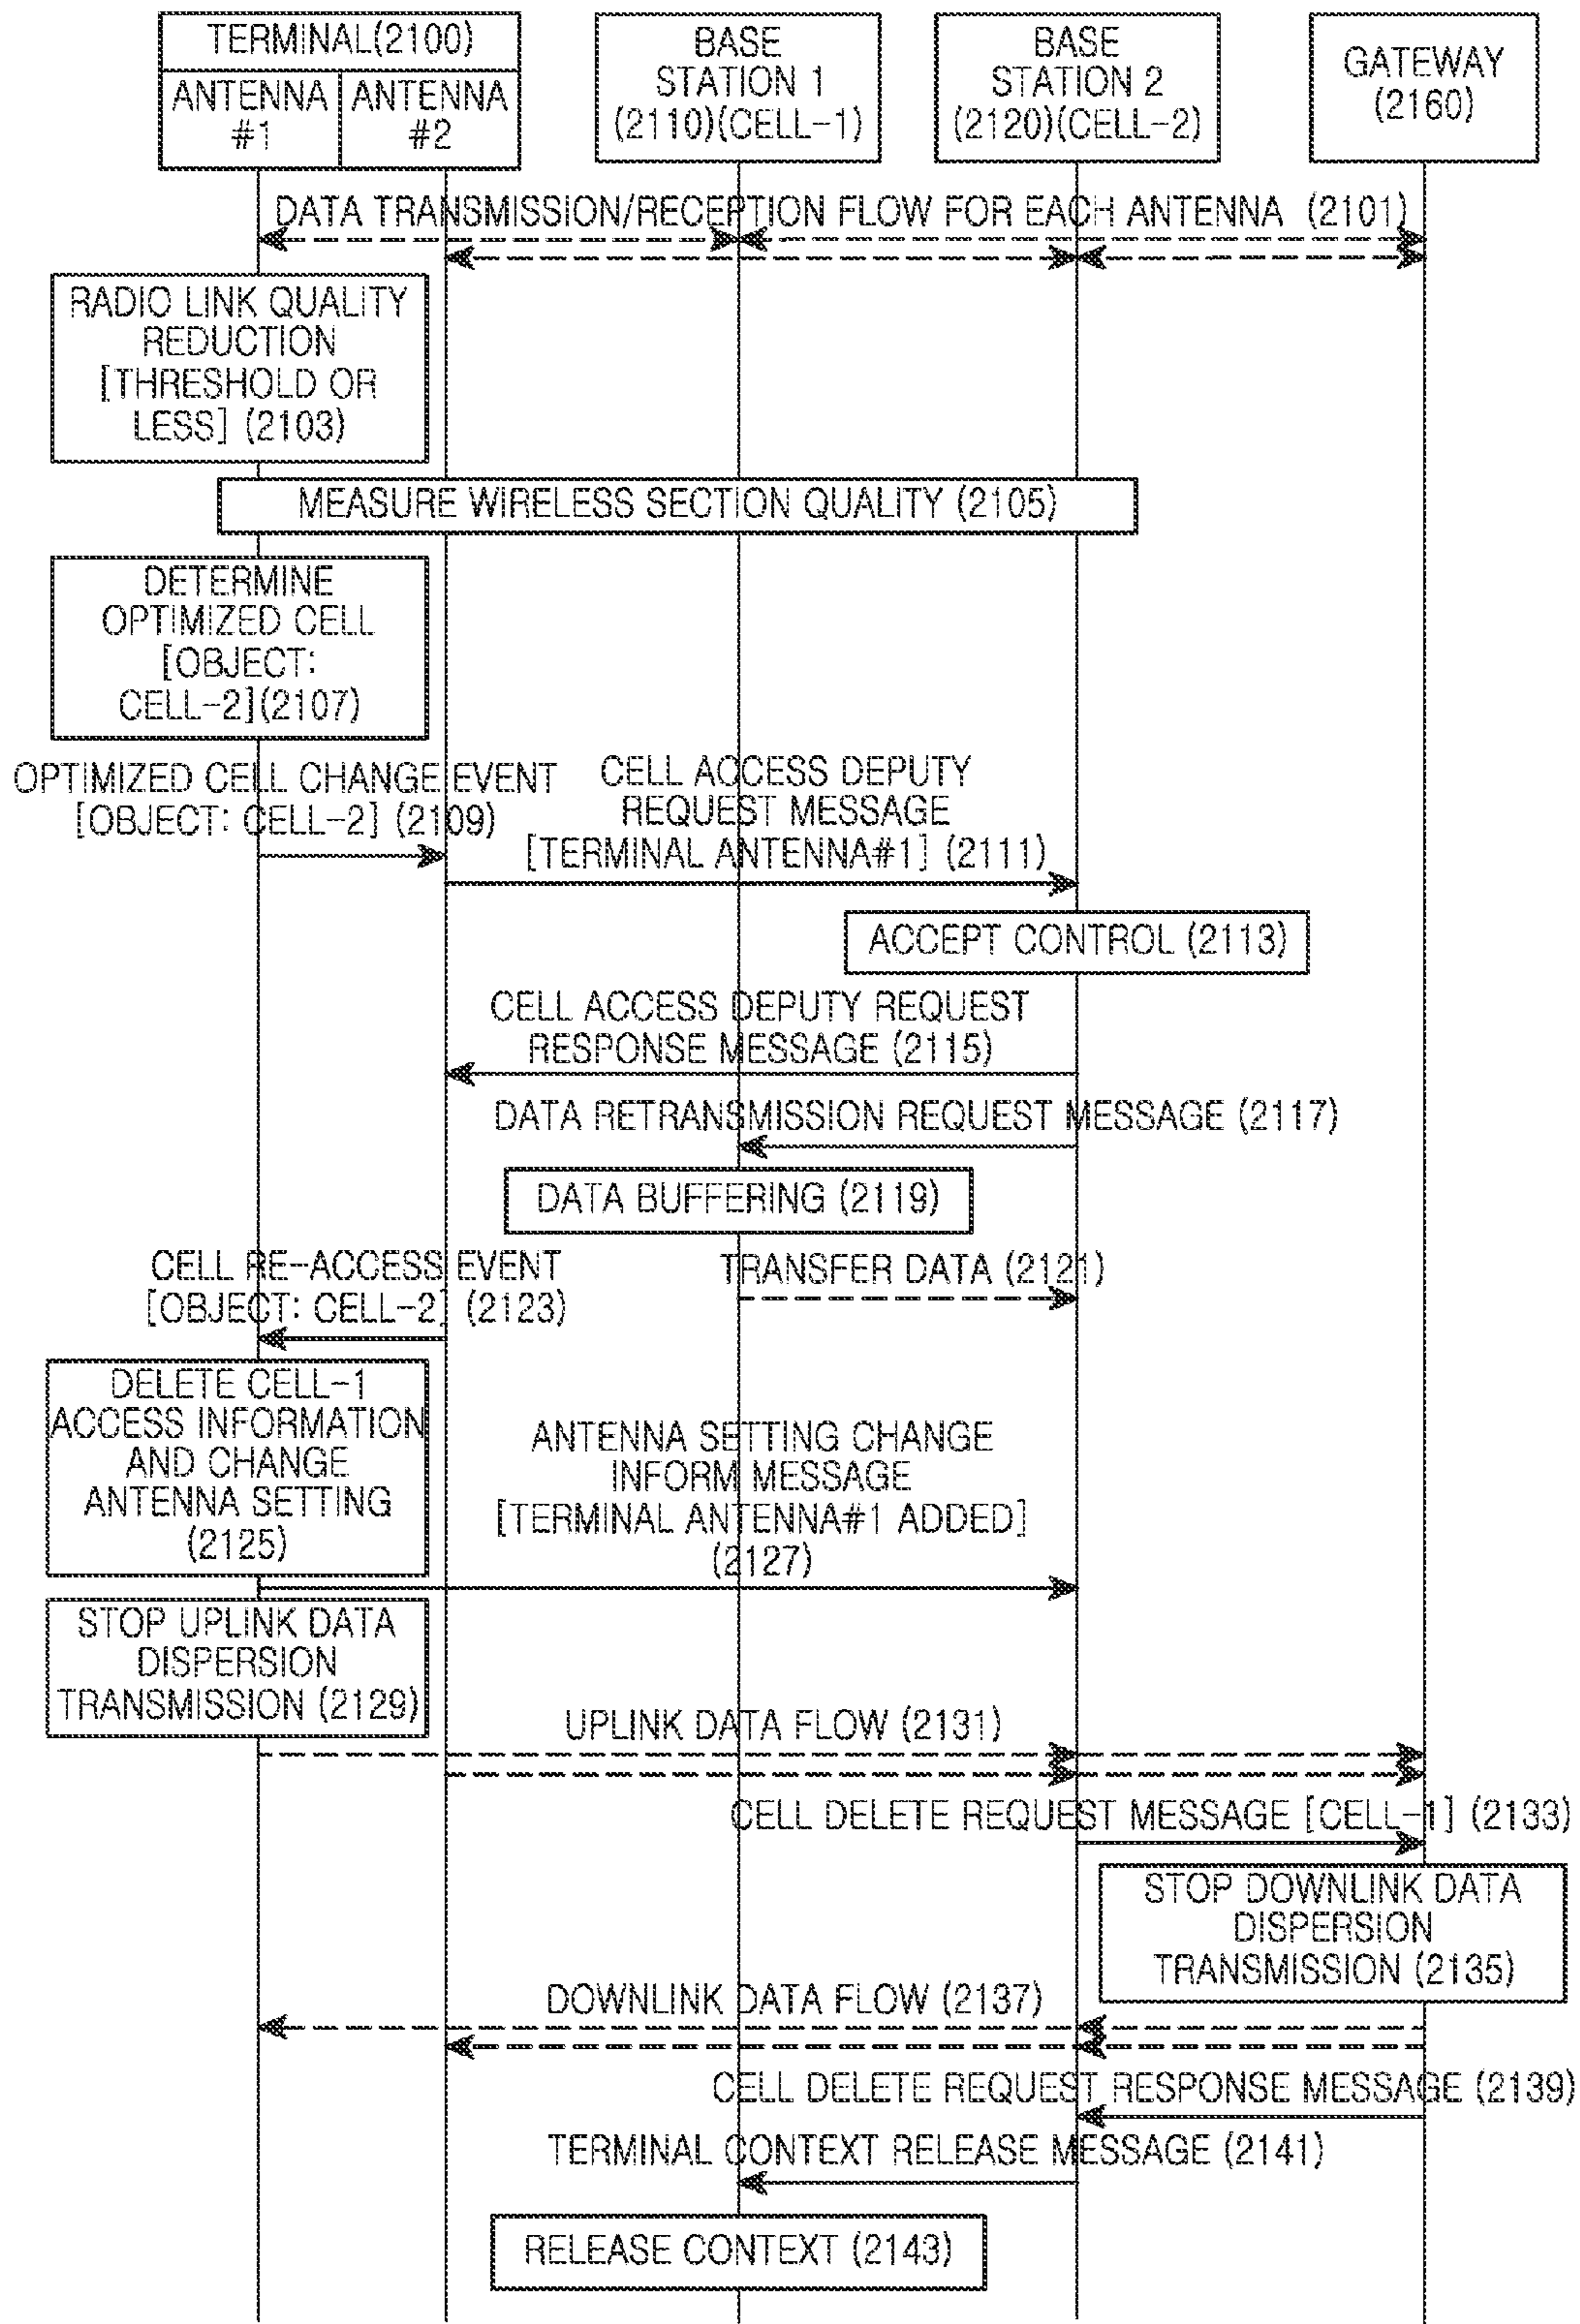 TERMINAL(2100)
ANTENNA
#1
ANTENNA
#2
BASE
STATION 1
(2110)(CELL-1)
BASE
STATION 2
(2120)(CELL-2)
GATEWAY
(2160)
DATA TRANSMISSION/RECEPTION FLOW FOR EACH ANTENNA (2101)
RADIO LINK QUALITY
REDUCTION
[THRESHOLD OR
LESS] (2103)
MEASURE WIRELESS SECTION QUALITY (2105)
DETERMINE
OPTIMIZED CELL
[OBJECT:
CELL-2](2107)
OPTIMIZED CELL CHANGE EVENT
[OBJECT: CELL-2] (2109)
CELL ACCESS DEPUTY
REQUEST MESSAGE
[TERMINAL ANTENNA#1] (2111)
ACCEPT CONTROL (2113)
CELL ACCESS DEPUTY REQUEST
RESPONSE MESSAGE (2115)
DATA RETRANSMISSION REQUEST MESSAGE (2117)
DATA BUFFERING (2119)
CELL RE-ACCESS EVENT
[OBJECT: CELL-2] (2123)
TRANSFER DATA (2121)
DELETE CELL-1
ACCESS INFORMATION
AND CHANGE
ANTENNA SETTING
(2125)
ANTENNA SETTING CHANGE
INFORM MESSAGE
[TERMINAL ANTENNA#1 ADDED]
(2127)
STOP UPLINK DATA
DISPERSION
TRANSMISSION (2129)
UPLINK DATA FLOW (2131)
CELL DELETE REQUEST MESSAGE [CELL-1] (2133)
STOP DOWNLINK DATA
DISPERSION
TRANSMISSION (2135)
DOWNLINK DATA FLOW (2137)
CELL DELETE REQUEST RESPONSE MESSAGE (2139)
TERMINAL CONTEXT RELEASE MESSAGE (2141)
RELEASE CONTEXT (2143)